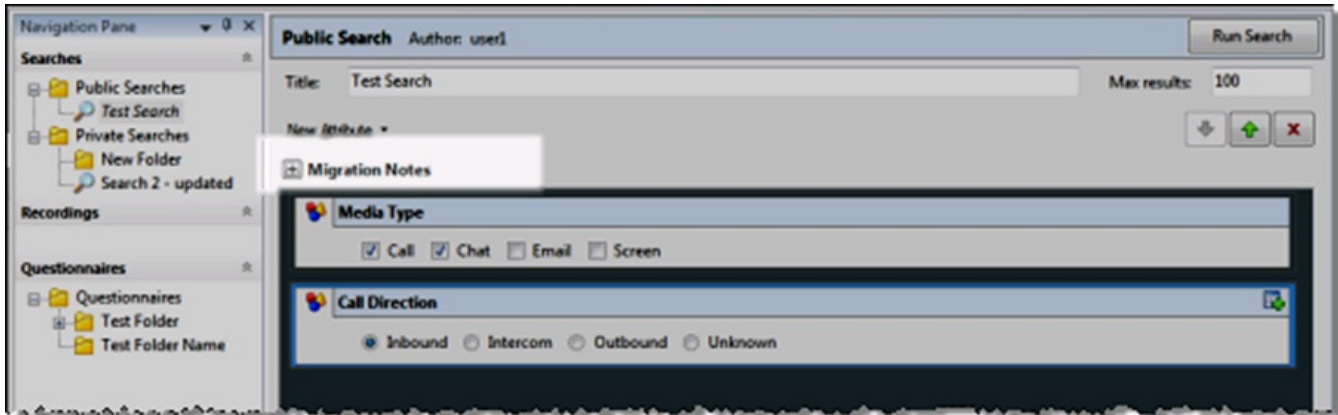 Navigation Pane
Searches
Public Searches
Test Search
Private Searches
New Folder
Search 2 - updated
Recordings
Questionnaires
Questionnaires
Test Folder
Test Folder Name
Public Search Author: user1 Run Search
Title: Test Search Max results: 100
New Attribute
Migration Notes
Media Type
Call Chat Email Screen
Call Direction
Inbound Intercom Outbound Unknown